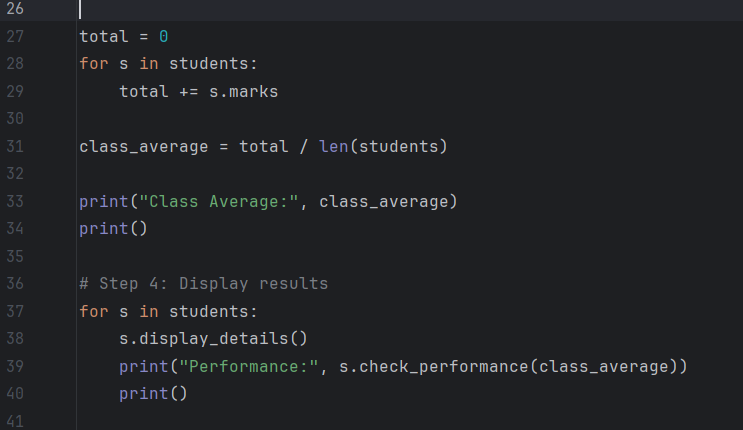 26
27 total = 0
28 for s in students:
29     total += s.marks
30
31 class_average = total / len(students)
32
33 print("Class Average:", class_average)
34 print()
35
36 # Step 4: Display results
37 for s in students:
38     s.display_details()
39     print("Performance:", s.check_performance(class_average))
40     print()
41